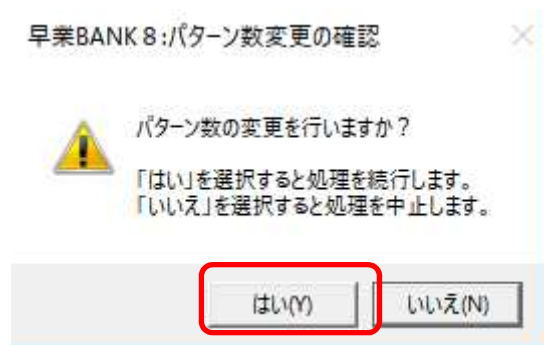 早業BANK８:パターン数変更の確認
パターン数の変更を行いますか？
「はい」を選択すると処理を続行します。
「いいえ」を選択すると処理を中止します。
はい(Y)
いいえ(N)